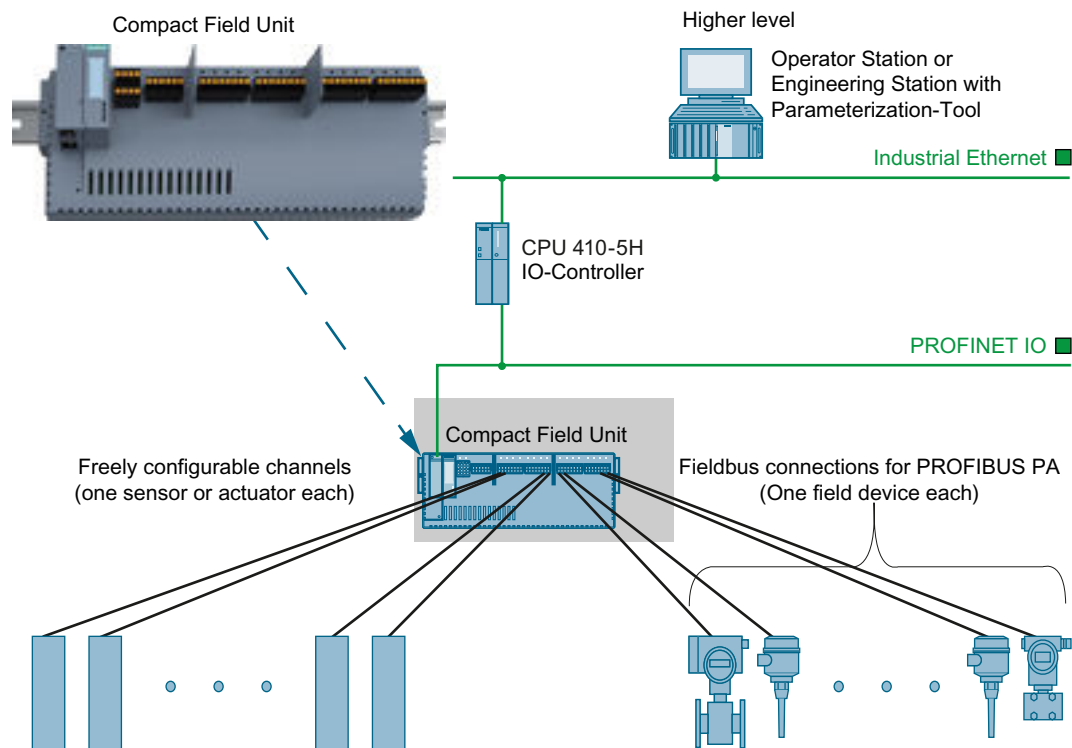 Compact Field Unit
Higher level
Operator Station or
Engineering Station with
Parameterization-Tool
Industrial Ethernet
CPU 410-5H
IO-Controller
PROFINET IO
Compact Field Unit
Freely configurable channels
(one sensor or actuator each)
Fieldbus connections for PROFIBUS PA
(One field device each)